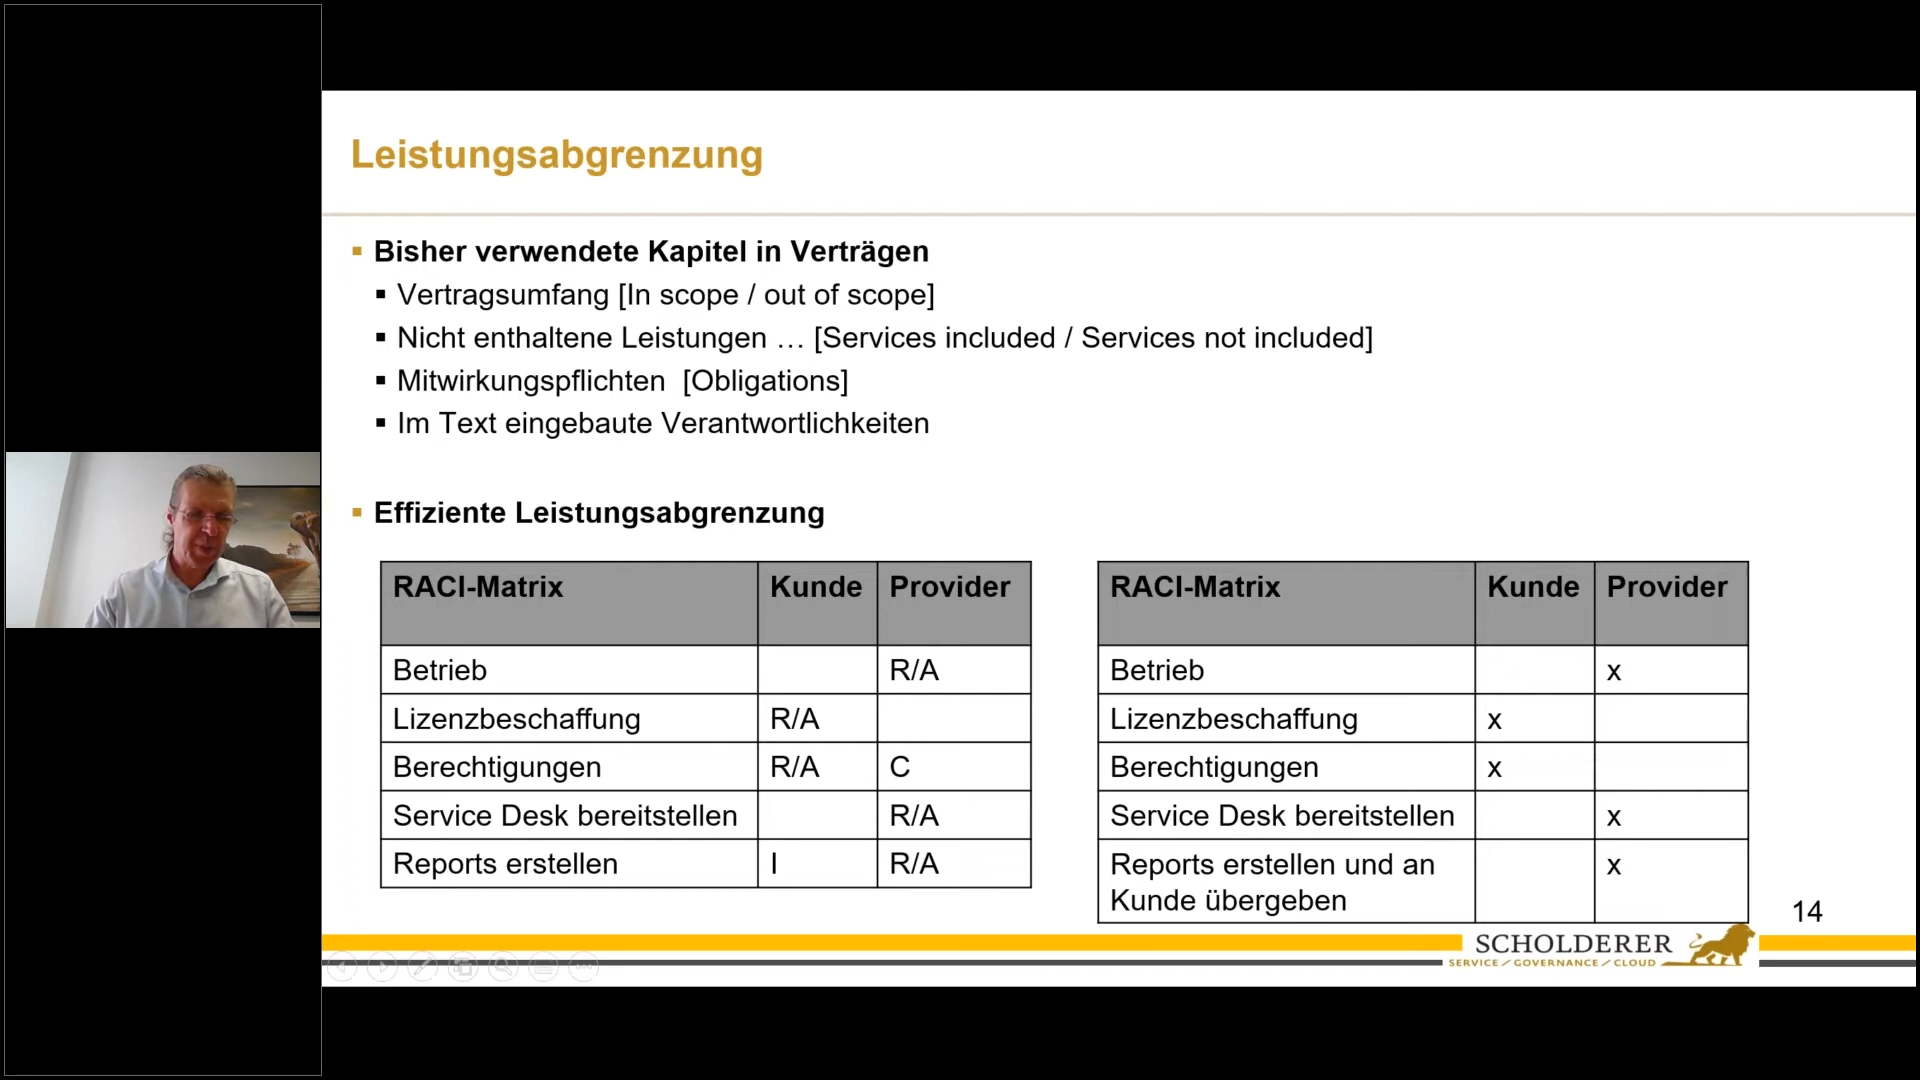 Leistungsabgrenzung
Bisher verwendete Kapitel in Verträgen
Vertragsumfang [In scope / out of scope]
Nicht enthaltene Leistungen … [Services included / Services not included]
Mitwirkungspflichten [Obligations]
Im Text eingebaute Verantwortlichkeiten
Effiziente Leistungsabgrenzung
RACI-Matrix Kunde Provider
Betrieb R/A
Lizenzbeschaffung R/A
Berechtigungen R/A C
Service Desk bereitstellen R/A
Reports erstellen I R/A
RACI-Matrix Kunde Provider
Betrieb x
Lizenzbeschaffung x
Berechtigungen x
Service Desk bereitstellen x
Reports erstellen und an x
Kunde übergeben
14
SCHOLDERER
SERVICE / GOVERNANCE / CLOUD